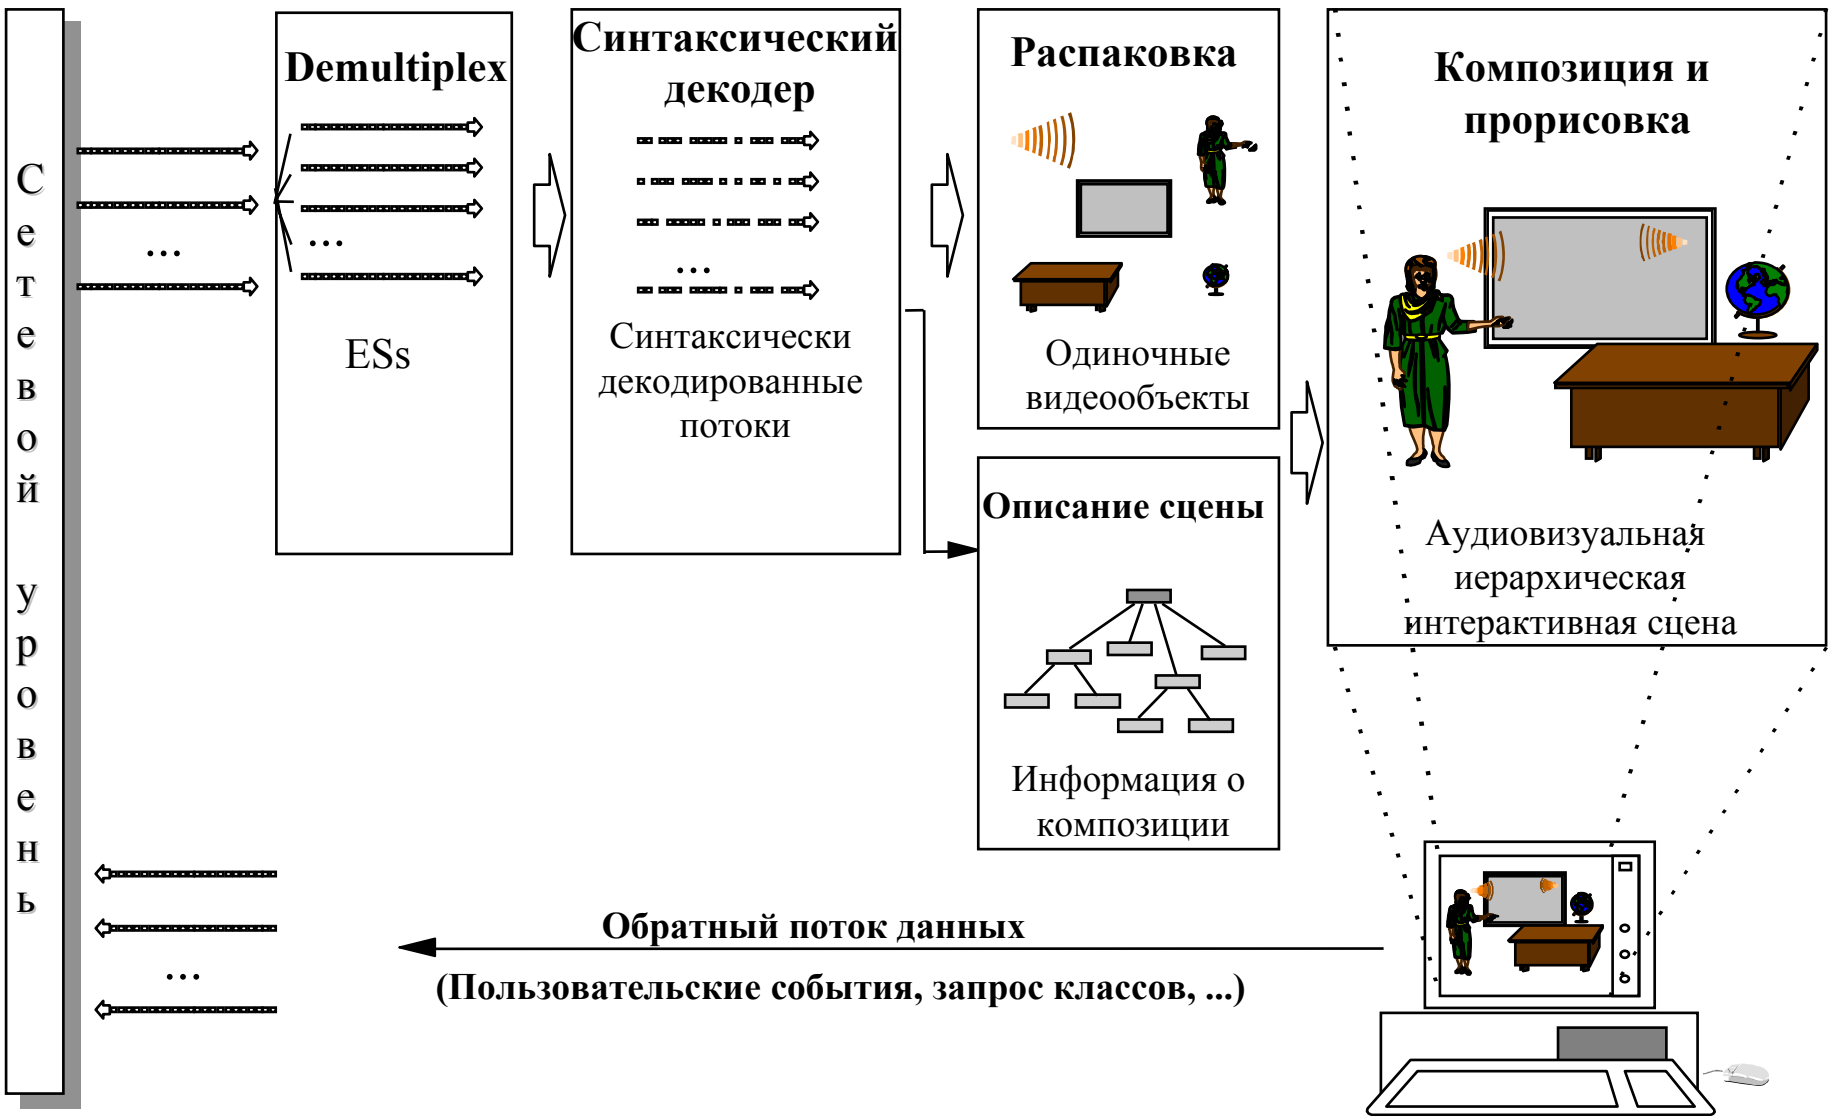 Сетевой уровень
...
Demultiplex
...
ESs
Синтаксический
декодер
...
Синтаксически
декодированные
потоки
Распаковка
Одиночные
видеообъекты
Описание сцены
Информация о
композиции
Композиция и
прорисовка
Аудиовизуальная
иерархическая
интерактивная сцена
...
Обратный поток данных
(Пользовательские события, запрос классов, ...)